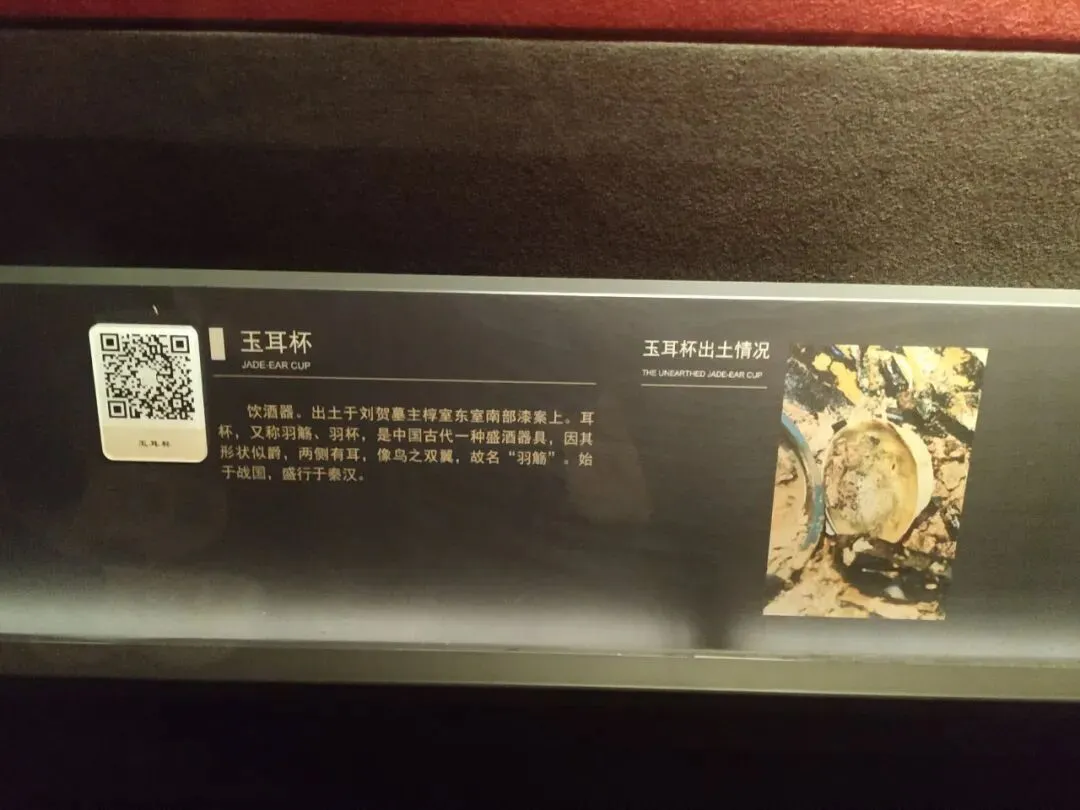 玉耳杯
JADE-EAR CUP
饮酒器。出土于刘贺墓主椁室东室南部漆案上。耳
杯，又称羽觞、羽杯，是中国古代一种盛酒器具，因其
形状似爵，两侧有耳，像鸟之双翼，故名“羽觞”。始
于战国，盛行于秦汉。
玉耳杯
玉耳杯出土情况
THE UNEARTHED JADE-EAR CUP